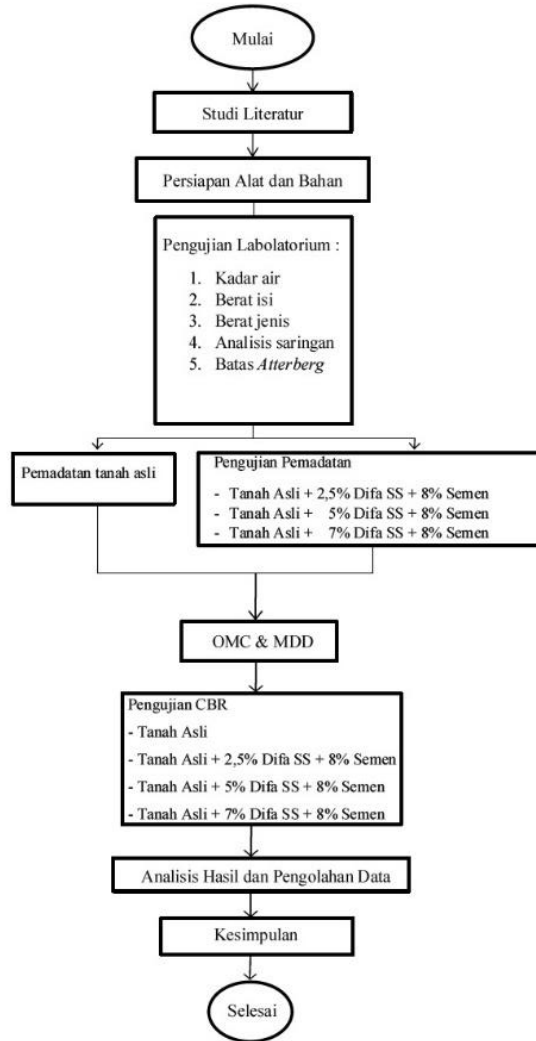 Mulai
Studi Literatur
Persiapan Alat dan Bahan
Pengujian Labolatorium :
1. Kadar air
2. Berat isi
3. Berat jenis
4. Analisis saringan
5. Batas Atterberg
Pemadatan tanah asli
Pengujian Pemadatan
- Tanah Asli + 2,5% Difa SS + 8% Semen
- Tanah Asli + 5% Difa SS + 8% Semen
- Tanah Asli + 7% Difa SS + 8% Semen
OMC & MDD
Pengujian CBR
- Tanah Asli
- Tanah Asli + 2,5% Difa SS + 8% Semen
- Tanah Asli + 5% Difa SS + 8% Semen
- Tanah Asli + 7% Difa SS + 8% Semen
Analisis Hasil dan Pengolahan Data
Kesimpulan
Selesai